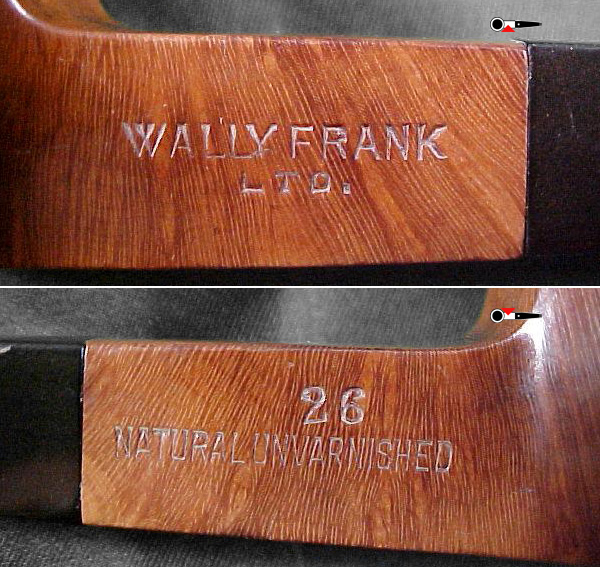 WALLY FRANK
LTD.
26
NATURAL UNVARNISHED